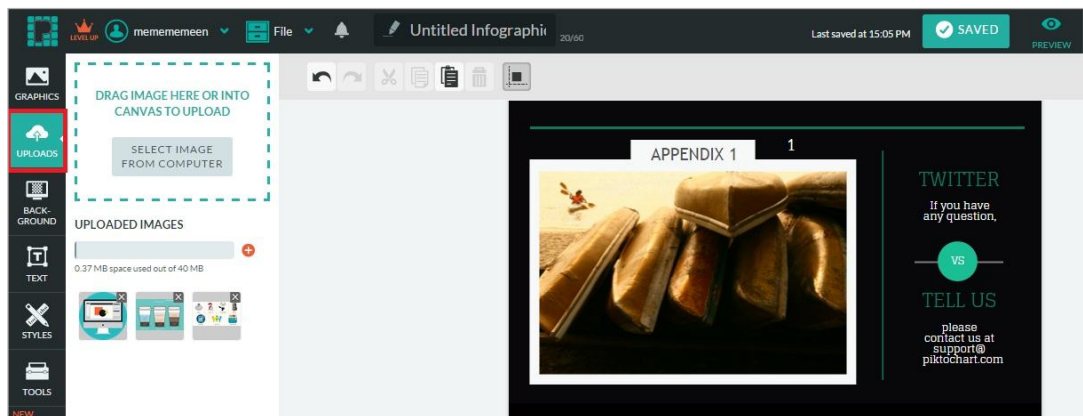 LEVEL UP
memememeen
File
Untitled Infographi
20/60
Last saved at 15:05 PM
SAVED
PREVIEW
GRAPHICS
UPLOADS
BACK-
GROUND
TEXT
STYLES
TOOLS
NEW
DRAG IMAGE HERE OR INTO
CANVAS TO UPLOAD
SELECT IMAGE
FROM COMPUTER
UPLOADED IMAGES
0.37 MB space used out of 40 MB
APPENDIX 1
1
TWITTER
If you have
any question,
VS
TELL US
please
contact us at
support@
piktochart.com